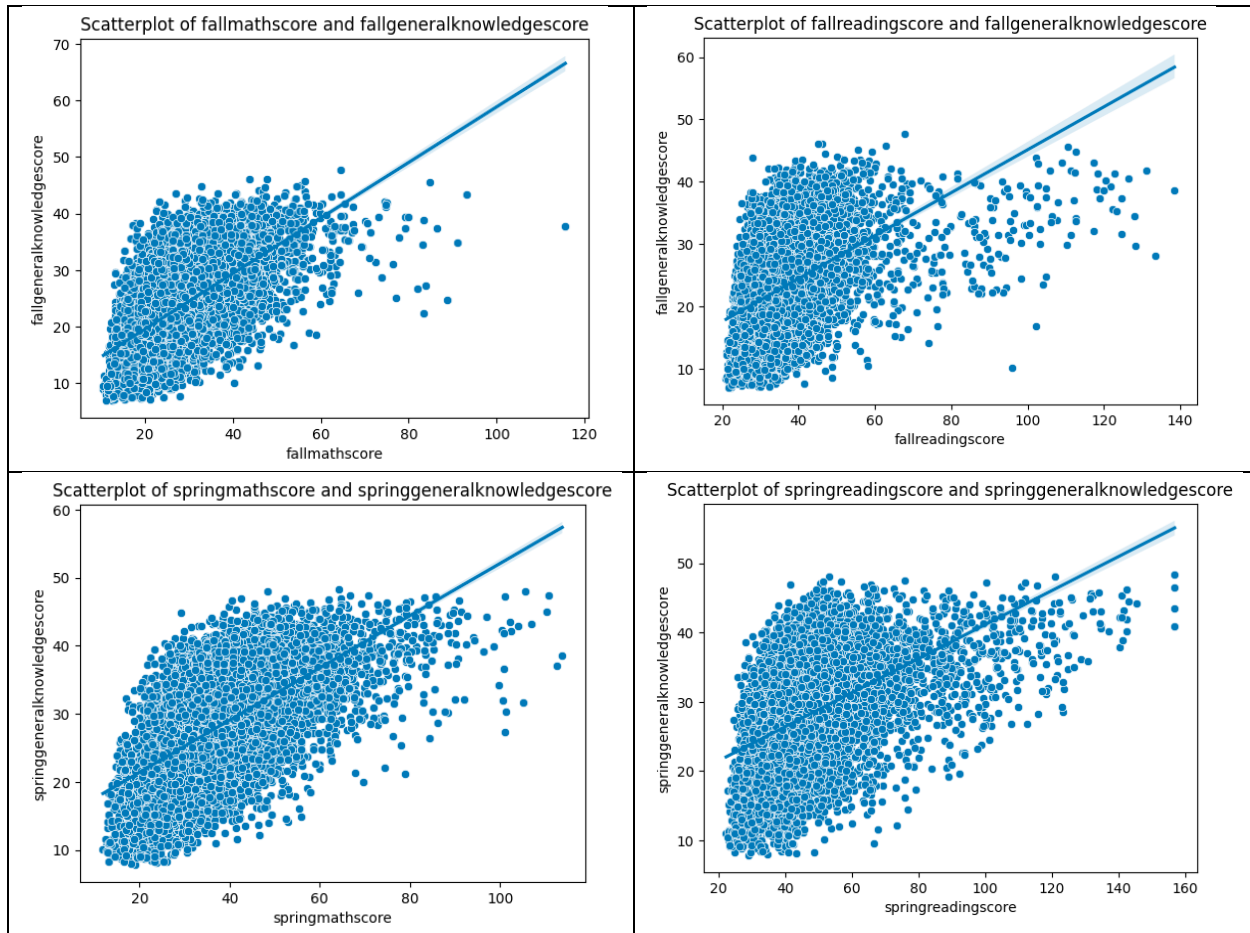 Scatterplot of fallmathscore and fallgeneralknowledgescore
70
60
50
40
30
20
10
fallgeneralknowledgescore
20 40 60 80 100 120
fallmathscore
Scatterplot of fallreadingscore and fallgeneralknowledgescore
60
50
40
30
20
10
fallgeneralknowledgescore
20 40 60 80 100 120 140
fallreadingscore
Scatterplot of springmathscore and springgeneralknowledgescore
60
50
40
30
20
10
springgeneralknowledgescore
20 40 60 80 100
springmathscore
Scatterplot of springreadingscore and springgeneralknowledgescore
50
40
30
20
10
springgeneralknowledgescore
20 40 60 80 100 120 140 160
springreadingscore